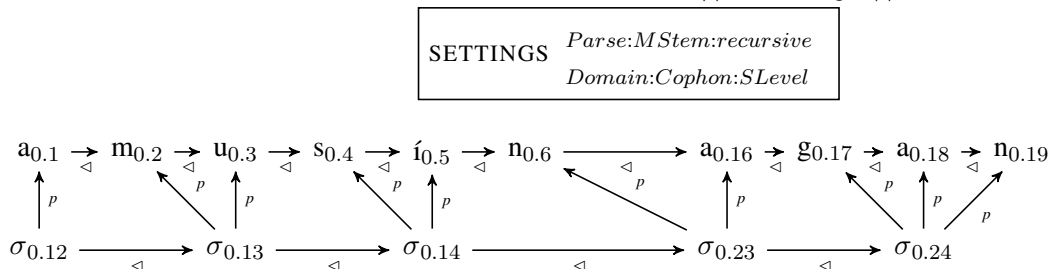 SETTINGS Parse:MStem:recursive
Domain:Cophon:SLevel
a0.1 m0.2 u0.3 s0.4 í0.5 n0.6 a0.16 g0.17 a0.18 n0.19
◁ ◁ ◁ ◁ ◁ ◁ ◁ ◁ ◁
p p p p p p p p p
σ0.12 σ0.13 σ0.14 σ0.23 σ0.24
◁ ◁ ◁ ◁